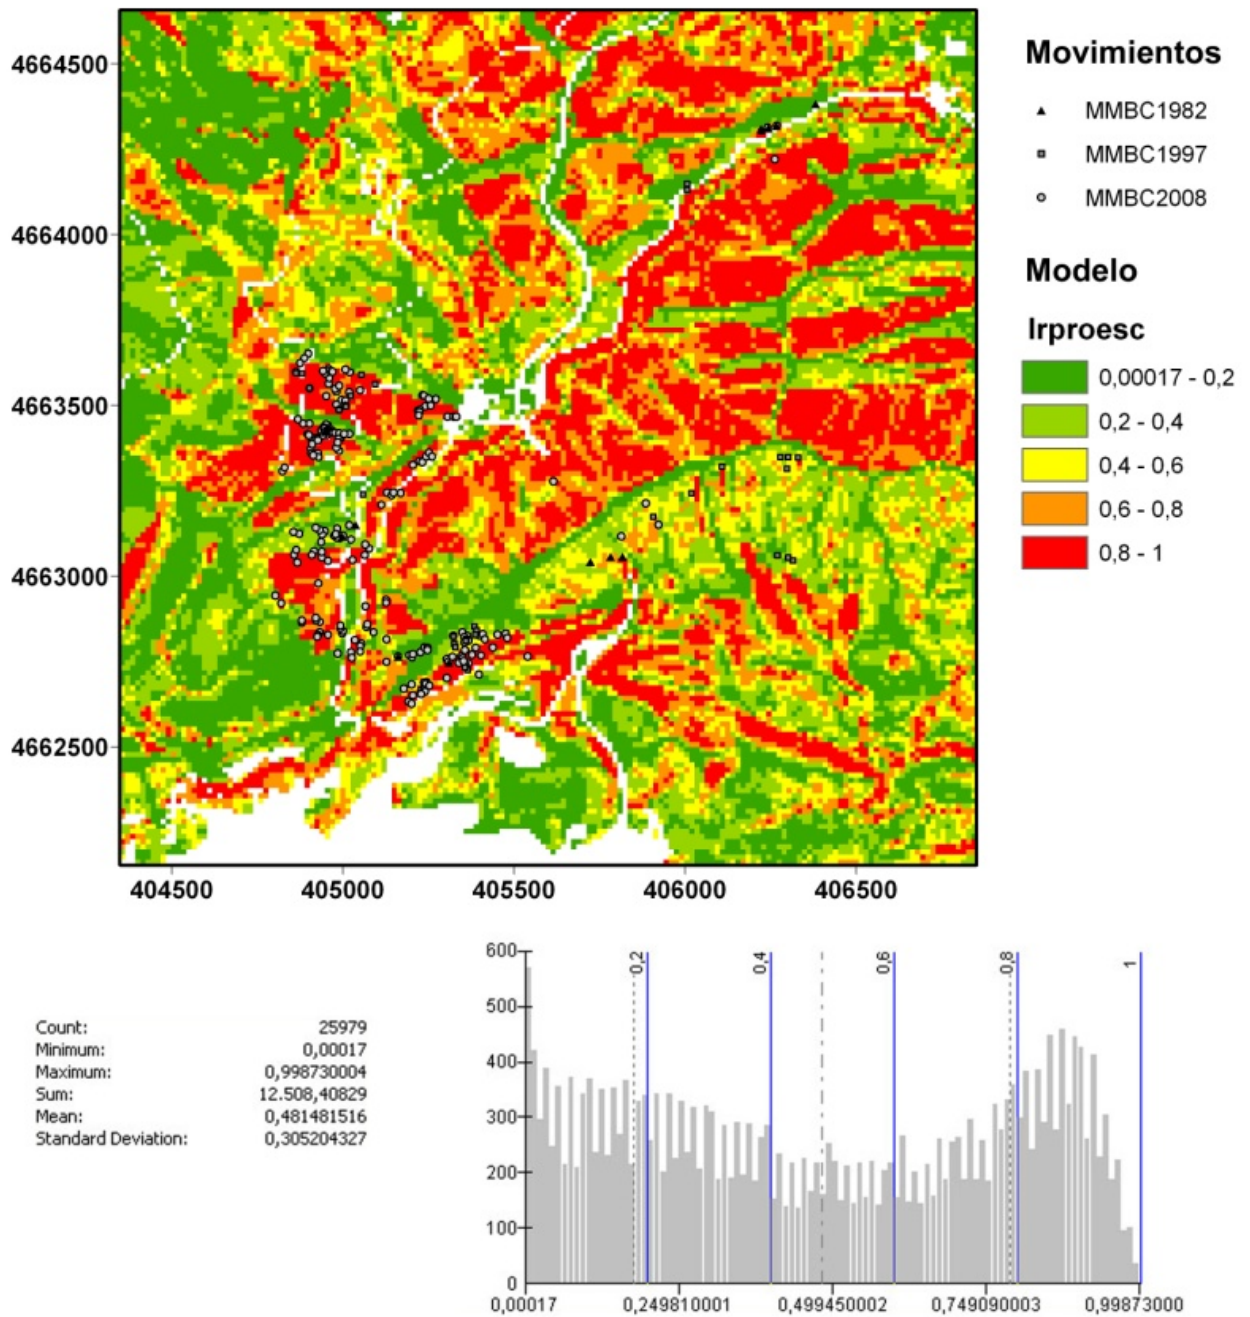 4664500
4664000
4663500
4663000
4662500
404500 405000 405500 406000 406500
Movimientos
MMBC1982
MMBC1997
MMBC2008
Modelo
lrproesc
0,00017 - 0,2
0,2 - 0,4
0,4 - 0,6
0,6 - 0,8
0,8 - 1
Count: 25979
Minimum: 0,00017
Maximum: 0,998730004
Sum: 12.508,40829
Mean: 0,481481516
Standard Deviation: 0,305204327
600
500
400
300
200
100
0
0,2 0,4 0,6 0,8 1
0,00017 0,249810001 0,499450002 0,749090003 0,99873000